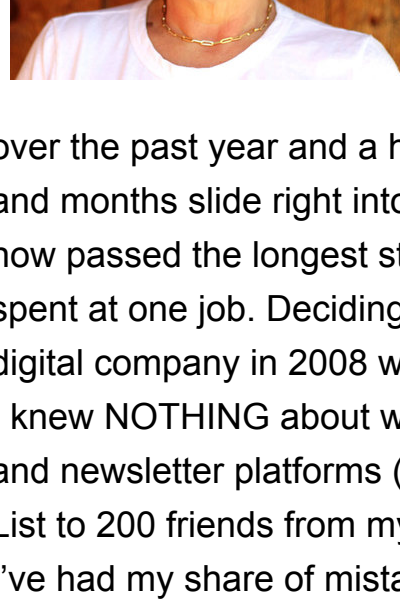 over the past year and a h
and months slide right into
now passed the longest st
spent at one job. Deciding
digital company in 2008 w
knew NOTHING about w
and newsletter platforms (
List to 200 friends from my
I've had my share of mista